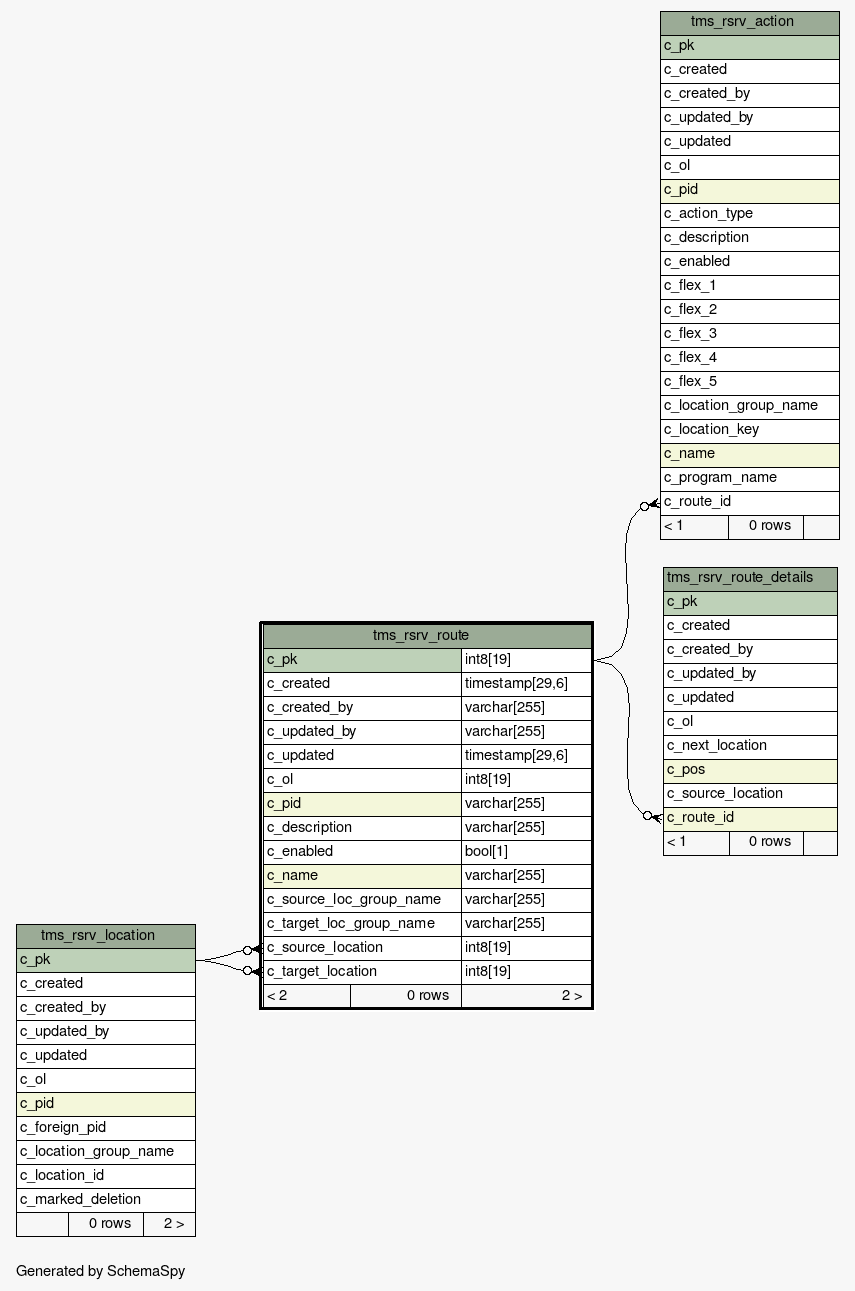 tms_rsrv_action
c_pk
c_created
c_created_by
c_updated_by
c_updated
c_ol
c_pid
c_action_type
c_description
c_enabled
c_flex_1
c_flex_2
c_flex_3
c_flex_4
c_flex_5
c_location_group_name
c_location_key
c_name
c_program_name
c_route_id
< 1 0 rows
tms_rsrv_route_details
c_pk
c_created
c_created_by
c_updated_by
c_updated
c_ol
c_next_location
c_pos
c_source_location
c_route_id
< 1 0 rows
tms_rsrv_route
c_pk int8[19]
c_created timestamp[29,6]
c_created_by varchar[255]
c_updated_by varchar[255]
c_updated timestamp[29,6]
c_ol int8[19]
c_pid varchar[255]
c_description varchar[255]
c_enabled bool[1]
c_name varchar[255]
c_source_loc_group_name varchar[255]
c_target_loc_group_name varchar[255]
c_source_location int8[19]
c_target_location int8[19]
< 2 0 rows 2 >
tms_rsrv_location
c_pk
c_created
c_created_by
c_updated_by
c_updated
c_ol
c_pid
c_foreign_pid
c_location_group_name
c_location_id
c_marked_deletion
0 rows 2 >
Generated by SchemaSpy